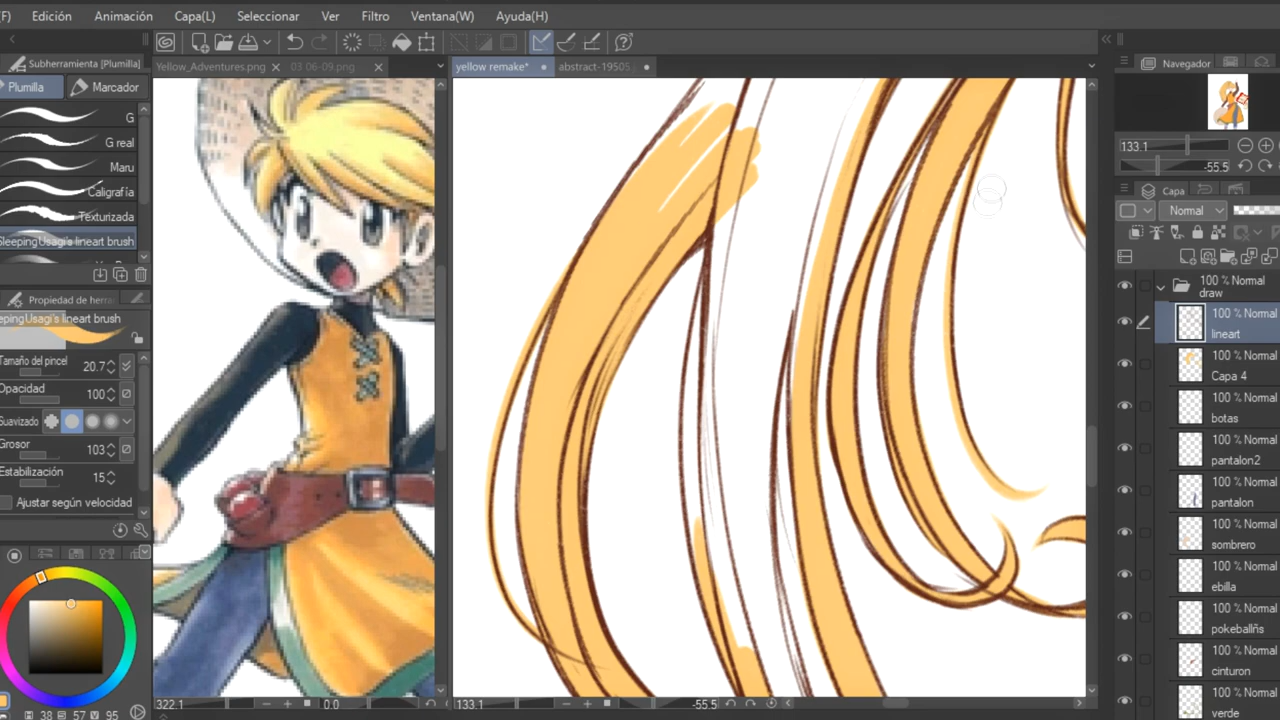 (F) Edición Animación Capa(L) Seleccionar Ver Filtro Ventana(W) Ayuda(H)
Subherramienta [Plumilla]
Plumilla Marcador
G
G real
Maru
Caligrafía
Texturizada
SleepingUsagi's lineart brush
Propiedad de herra
epingUsagi's lineart brush
Tamaño del pincel 20.7
Opacidad 100
Suavizado
Grosor 103
Estabilización 15
Ajustar según velocidad
38 57 95
Yellow_Adventures.png 03 06-09.png
322.1 0.0
yellow remake* abstract-19505
133.1 -55.5
Navegador
133.1
-55.5
Capa
Normal
100 % Normal
draw
100 % Normal
lineart
100 % Normal
Capa 4
100 % Normal
botas
100 % Normal
pantalon2
100 % Normal
pantalon
100 % Normal
sombrero
100 % Normal
ebilla
100 % Normal
pokeballñs
100 % Normal
cinturon
100 % Normal
verde